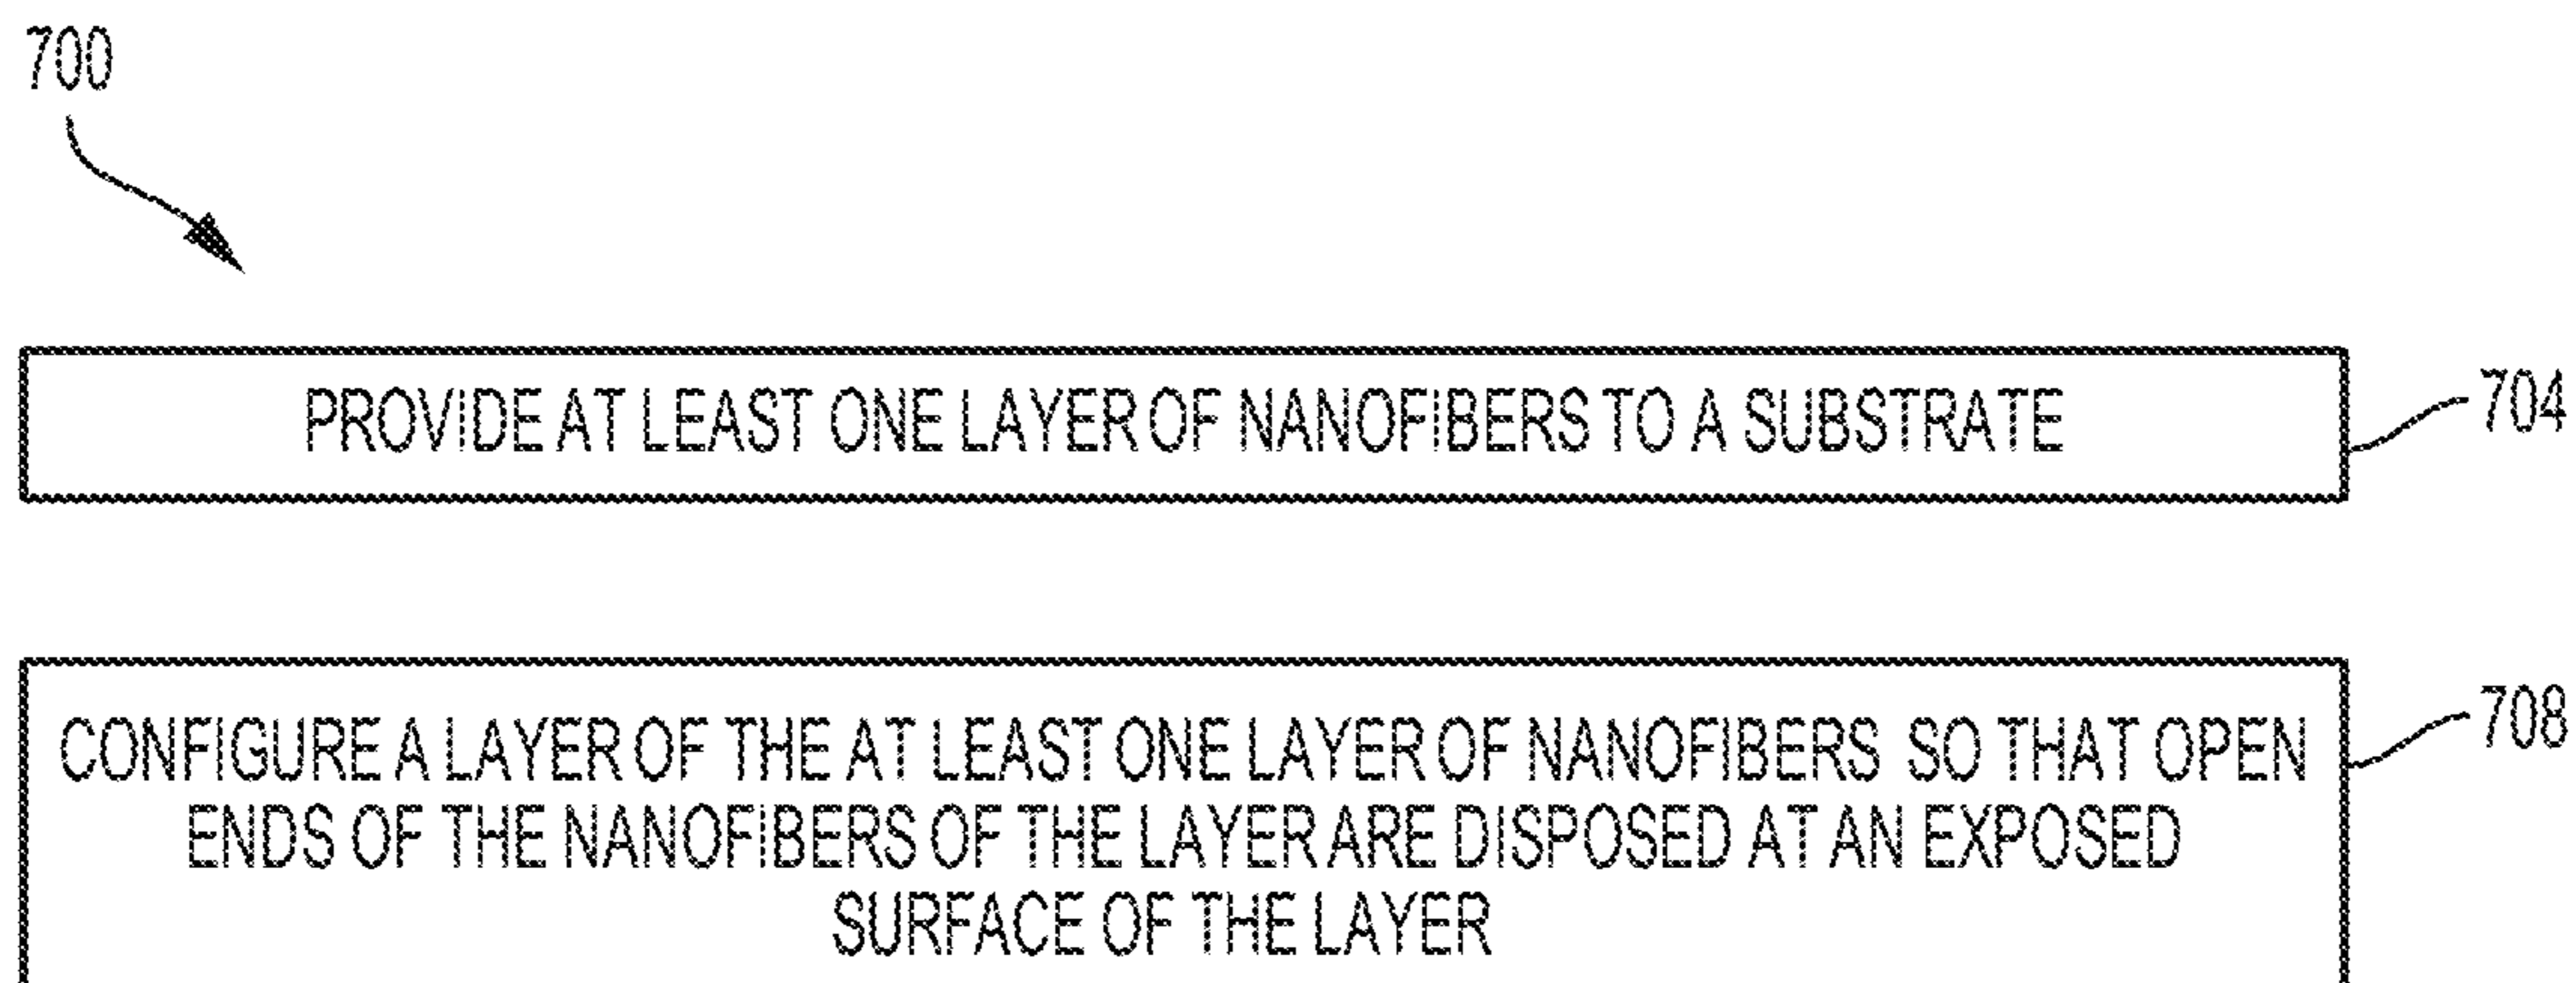 700
PROVIDE AT LEAST ONE LAYER OF NANOFIBERS TO A SUBSTRATE
704
CONFIGURE A LAYER OF THE AT LEAST ONE LAYER OF NANOFIBERS SO THAT OPEN
708
ENDS OF THE NANOFIBERS OF THE LAYER ARE DISPOSED AT AN EXPOSED
SURFACE OF THE LAYER